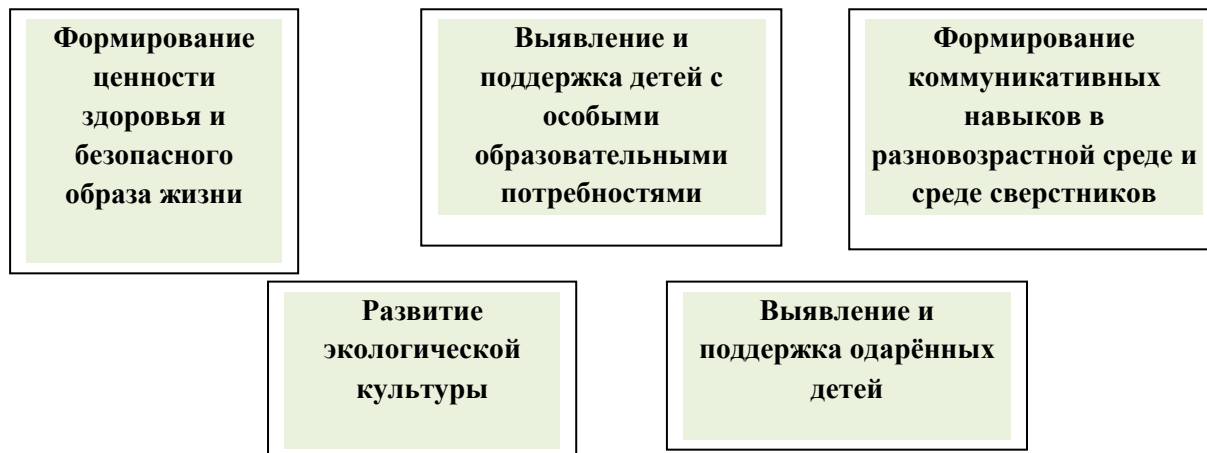 Формирование
ценности
здоровья и
безопасного
образа жизни
Выявление и
поддержка детей с
особыми
образовательными
потребностями
Формирование
коммуникативных
навыков в
разновозрастной среде и
среде сверстников
Развитие
экологической
культуры
Выявление и
поддержка одарённых
детей